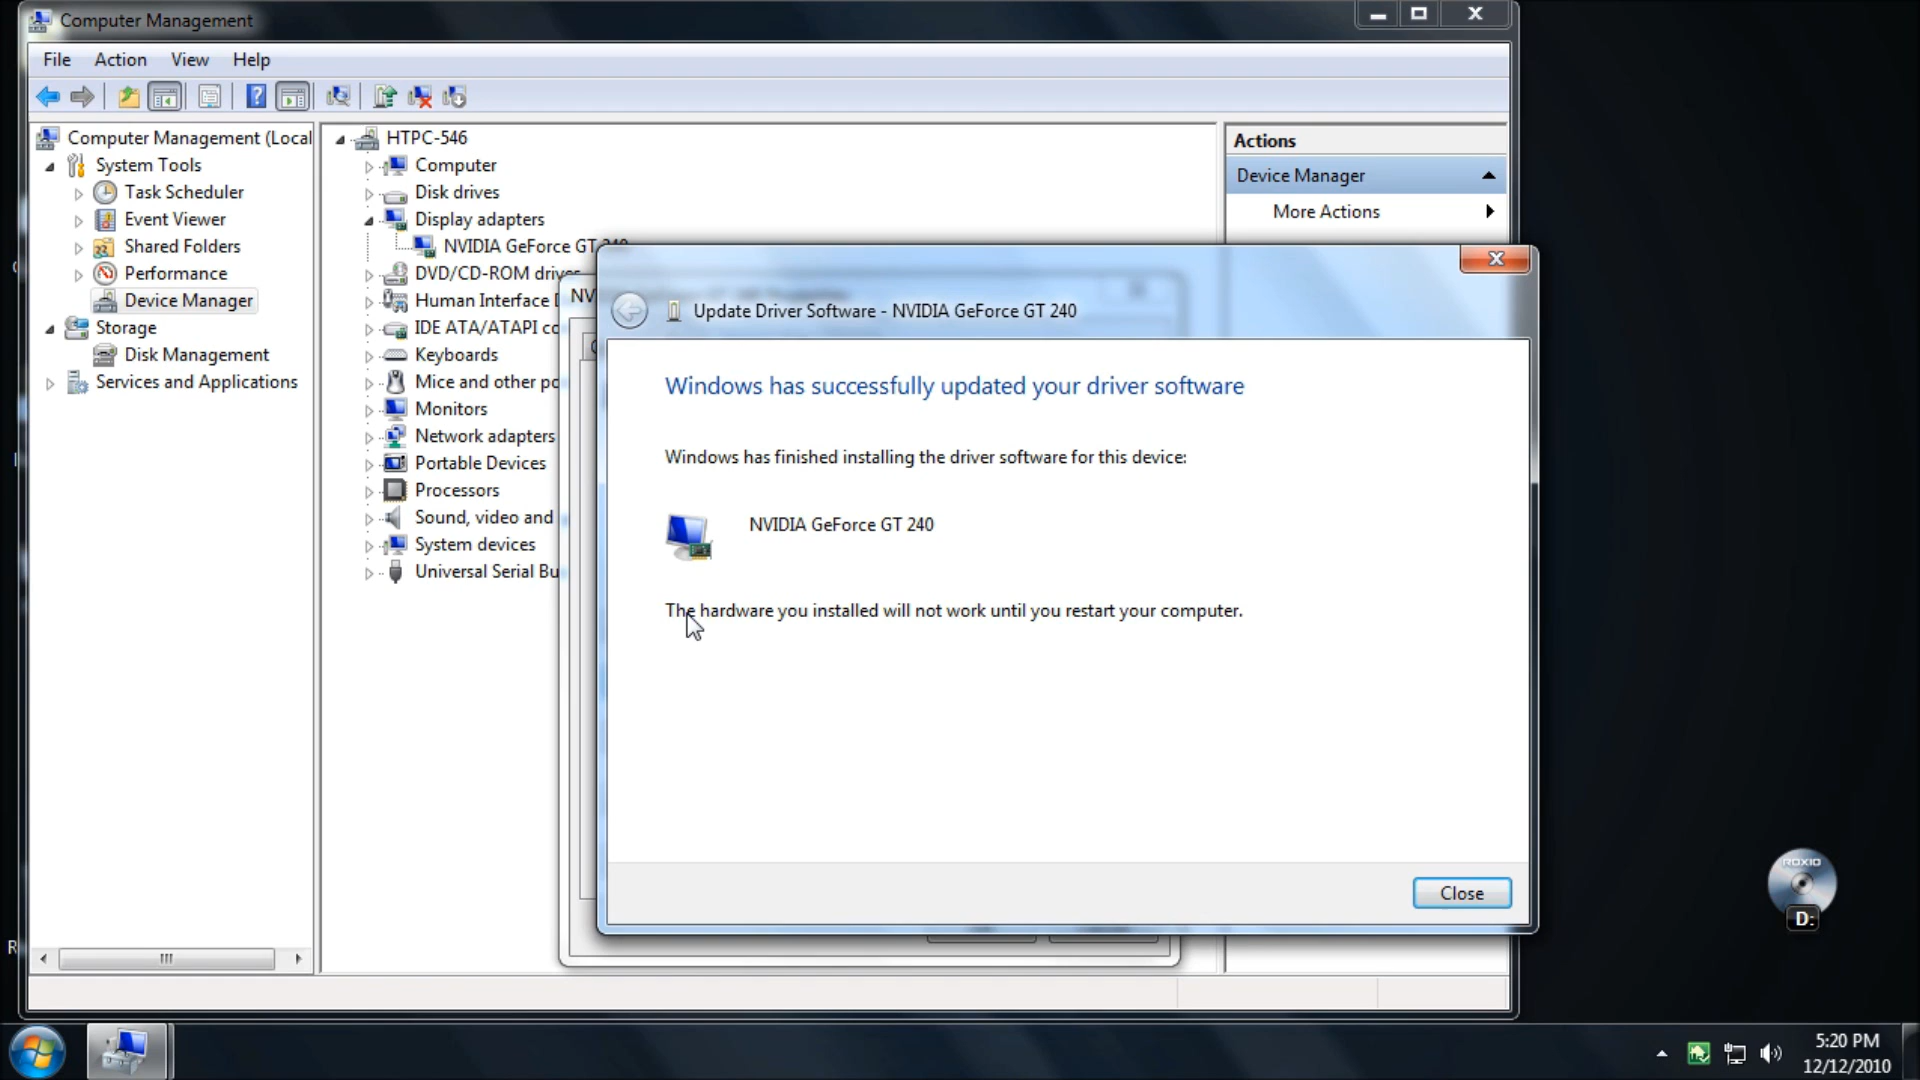 Computer Management
File Action View Help
Computer Management (Local
System Tools
Task Scheduler
Event Viewer
Shared Folders
Performance
Device Manager
Storage
Disk Management
Services and Applications
HTPC-546
Computer
Disk drives
Display adapters
NVIDIA GeForce GT 240
DVD/CD-ROM drives
Human Interface D
IDE ATA/ATAPI co
Keyboards
Mice and other po
Monitors
Network adapters
Portable Devices
Processors
Sound, video and
System devices
Universal Serial Bu
Actions
Device Manager
More Actions
NV
Update Driver Software - NVIDIA GeForce GT 240
Windows has successfully updated your driver software
Windows has finished installing the driver software for this device:
NVIDIA GeForce GT 240
The hardware you installed will not work until you restart your computer.
Close
ROXIO
D:
R
5:20 PM
12/12/2010